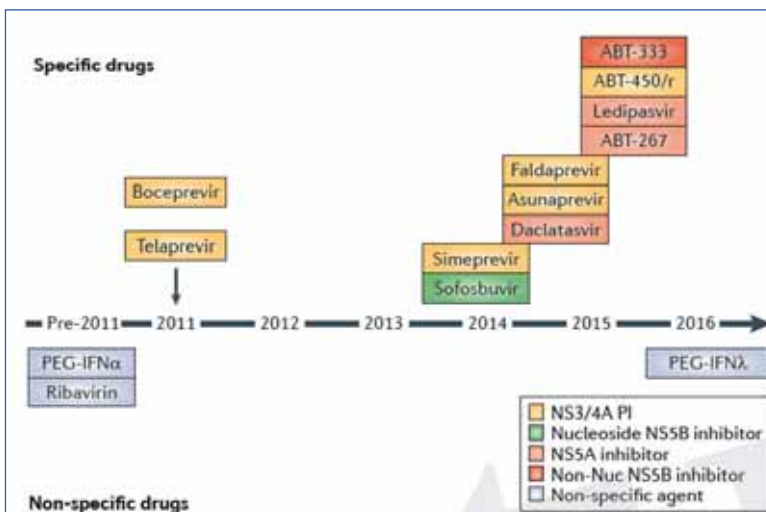 Specific drugs
ABT-333
ABT-450/r
Ledipasvir
ABT-267
Faldaprevir
Asunaprevir
Daclatasvir
Boceprevir
Telaprevir
Simeprevir
Sofosbuvir
Pre-2011 2011 2012 2013 2014 2015 2016
PEG-IFNα
Ribavirin
PEG-IFNλ
NS3/4A PI
Nucleoside NS5B inhibitor
NS5A inhibitor
Non-Nuc NS5B inhibitor
Non-specific agent
Non-specific drugs